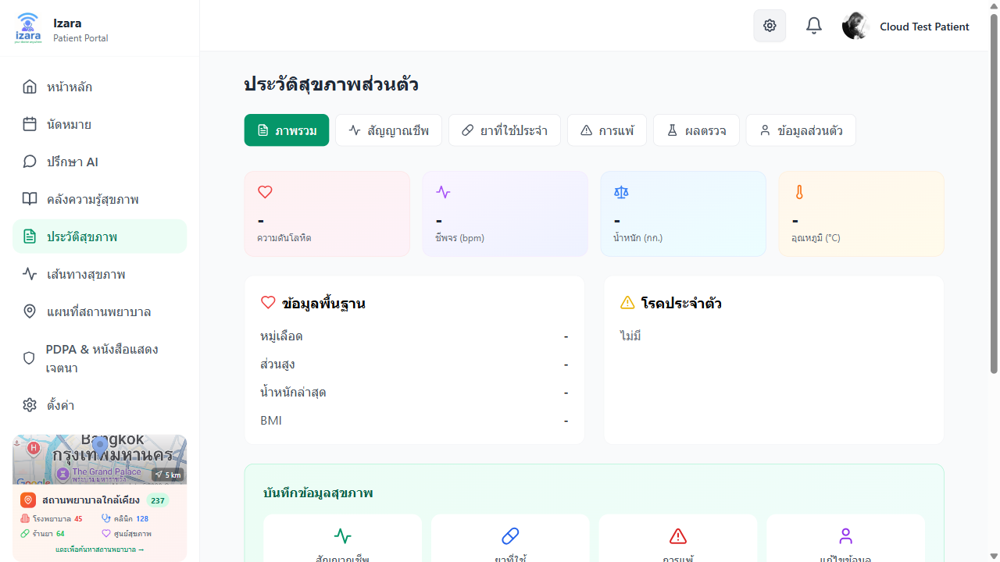 izara
Izara
Patient Portal
Cloud Test Patient
หน้าหลัก
นัดหมาย
ปรึกษา AI
คลังความรู้สุขภาพ
ประวัติสุขภาพ
เส้นทางสุขภาพ
แผนที่สถานพยาบาล
PDPA & หนังสือแสดง
เจตนา
ตั้งค่า
Bangkok
กรุงเทพมหานคร
The Grand Palace
พระบรมมหาราชวัง
Google
5 km
สถานพยาบาลใกล้เคียง 237
โรงพยาบาล 45
คลินิก 128
ร้านยา 64
ศูนย์สุขภาพ
แตะเพื่อค้นหาสถานพยาบาล →
ประวัติสุขภาพส่วนตัว
ภาพรวม
สัญญาณชีพ
ยาที่ใช้ประจำ
การแพ้
ผลตรวจ
ข้อมูลส่วนตัว
-
ความดันโลหิต
-
ชีพจร (bpm)
-
น้ำหนัก (กก.)
-
อุณหภูมิ (°C)
ข้อมูลพื้นฐาน
หมู่เลือด -
ส่วนสูง -
น้ำหนักล่าสุด -
BMI -
โรคประจำตัว
ไม่มี
บันทึกข้อมูลสุขภาพ
สัญญาณชีพ
ยาที่ใช้
การแพ้
แก้ไขข้อมูล